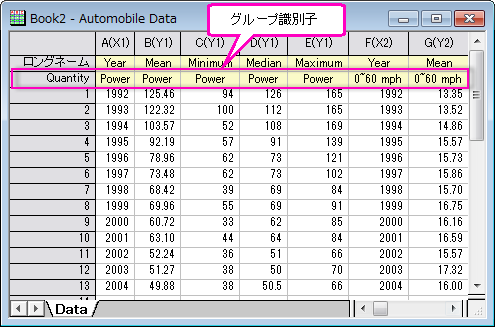 Book2 - Automobile Data
グループ識別子
A(X1) B(Y1) C(Y1) D(Y1) E(Y1) F(X2) G(Y2)
ロングネーム Year Mean Minimum Median Maximum Year Mean
Quantity Power Power Power Power Power 0~60 mph 0~60 mph
1 1992 125.46 94 126 165 1992 13.35
2 1993 122.32 100 112 165 1993 13.52
3 1994 103.57 52 108 169 1994 14.86
4 1995 92.19 57 91 139 1995 15.57
5 1996 78.96 62 73 121 1996 15.73
6 1997 73.48 62 73 102 1997 15.86
7 1998 68.42 39 69 84 1998 15.70
8 1999 69.96 55 69 91 1999 16.75
9 2000 60.72 33 62 85 2000 16.16
10 2001 63.10 44 64 84 2001 16.59
11 2002 52.24 36 51 66 2002 15.57
12 2003 51.27 38 50 70 2003 17.32
13 2004 49.88 38 50.5 66 2004 16.00
Data